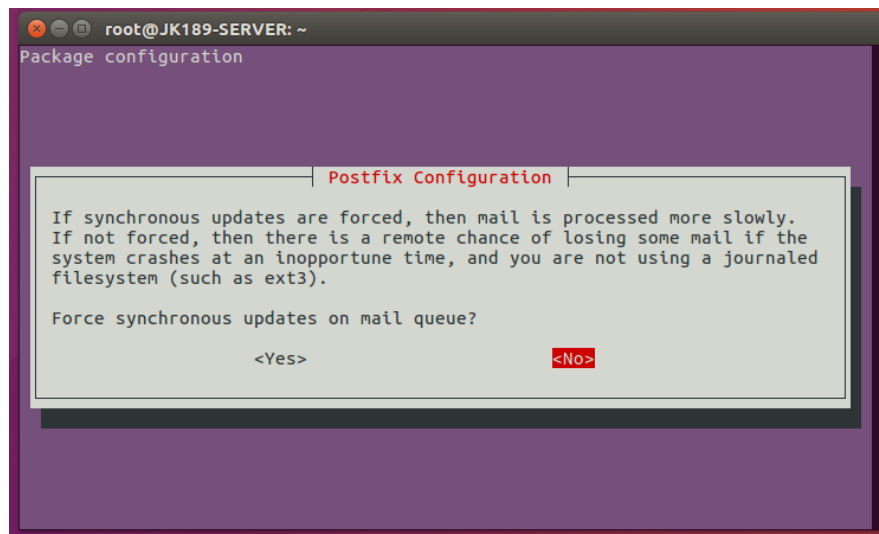 root@JK189-SERVER: ~
Package configuration
Postfix Configuration
If synchronous updates are forced, then mail is processed more slowly.
If not forced, then there is a remote chance of losing some mail if the
system crashes at an inopportune time, and you are not using a journaled
filesystem (such as ext3).
Force synchronous updates on mail queue?
<Yes> <No>